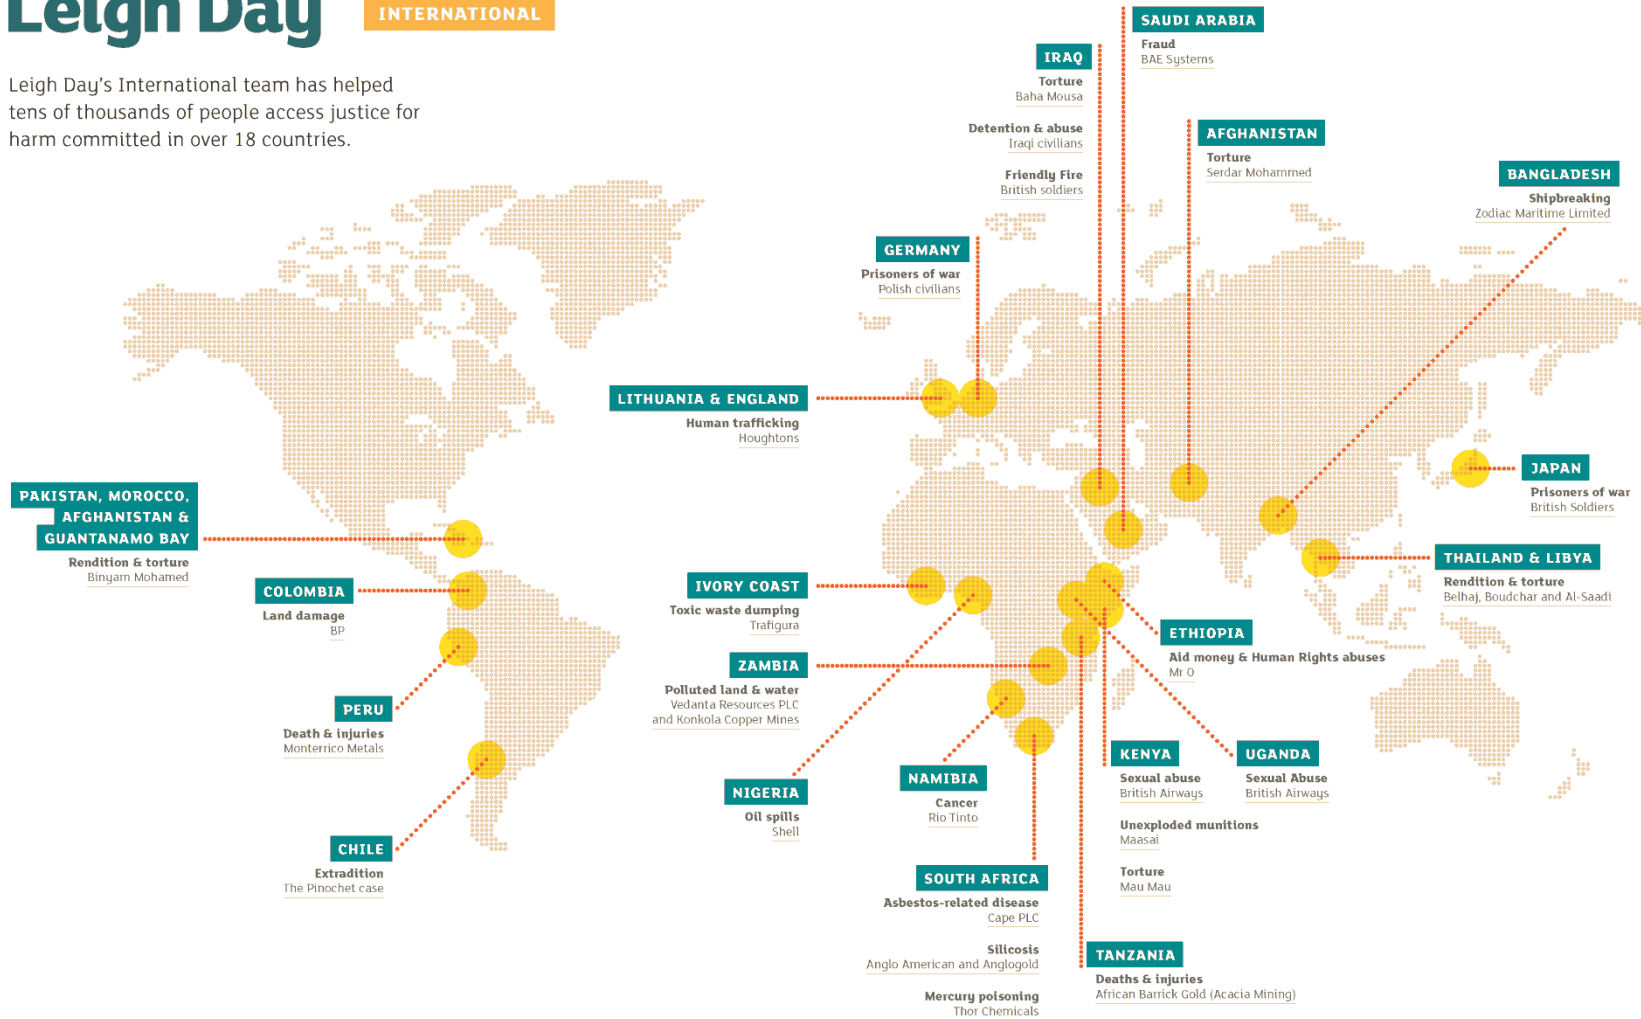 Leigh Day
INTERNATIONAL
Leigh Day's International team has helped
tens of thousands of people access justice for
harm committed in over 18 countries.
SAUDI ARABIA
Fraud
BAE Systems
IRAQ
Torture
Baha Mousa
Detention & abuse
Iraqi civilians
Friendly Fire
British soldiers
AFGHANISTAN
Torture
Serdar Mohammed
BANGLADESH
Shipbreaking
Zodiac Maritime Limited
GERMANY
Prisoners of war
Polish civilians
LITHUANIA & ENGLAND
Human trafficking
Houghtons
JAPAN
Prisoners of war
British Soldiers
PAKISTAN, MOROCCO,
AFGHANISTAN &
GUANTANAMO BAY
Rendition & torture
Binyam Mohamed
THAILAND & LIBYA
Rendition & torture
Belhaj, Boudchar and Al-Saadi
COLOMBIA
Land damage
BP
IVORY COAST
Toxic waste dumping
Trafigura
ETHIOPIA
Aid money & Human Rights abuses
Mr O
ZAMBIA
Polluted land & water
Vedanta Resources PLC
and Konkola Copper Mines
PERU
Death & injuries
Monterrico Metals
KENYA
Sexual abuse
British Airways
Unexploded munitions
Maasai
Torture
Mau Mau
UGANDA
Sexual Abuse
British Airways
NIGERIA
Oil spills
Shell
NAMIBIA
Cancer
Rio Tinto
CHILE
Extradition
The Pinochet case
SOUTH AFRICA
Asbestos-related disease
Cape PLC
Silicosis
Anglo American and Anglogold
Mercury poisoning
Thor Chemicals
TANZANIA
Deaths & injuries
African Barrick Gold (Acacia Mining)